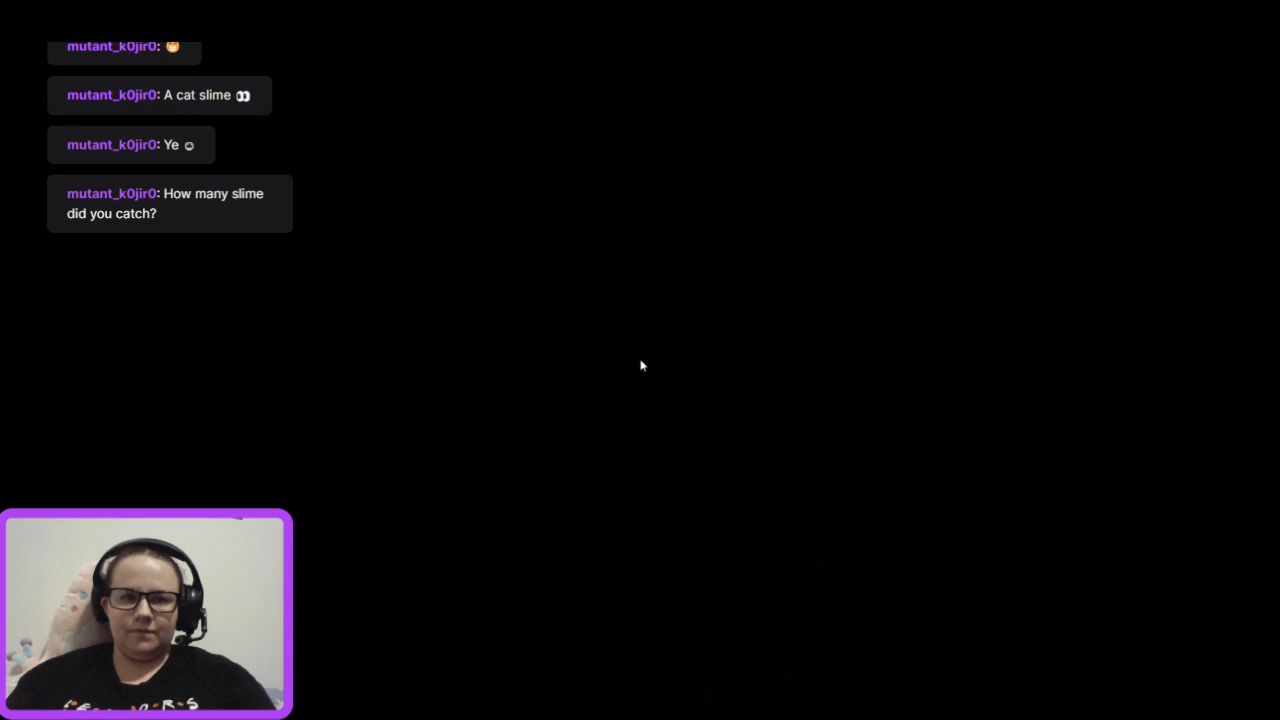 mutant_k0jir0: 😁
mutant_k0jir0: A cat slime 👀
mutant_k0jir0: Ye ☺
mutant_k0jir0: How many slime
did you catch?